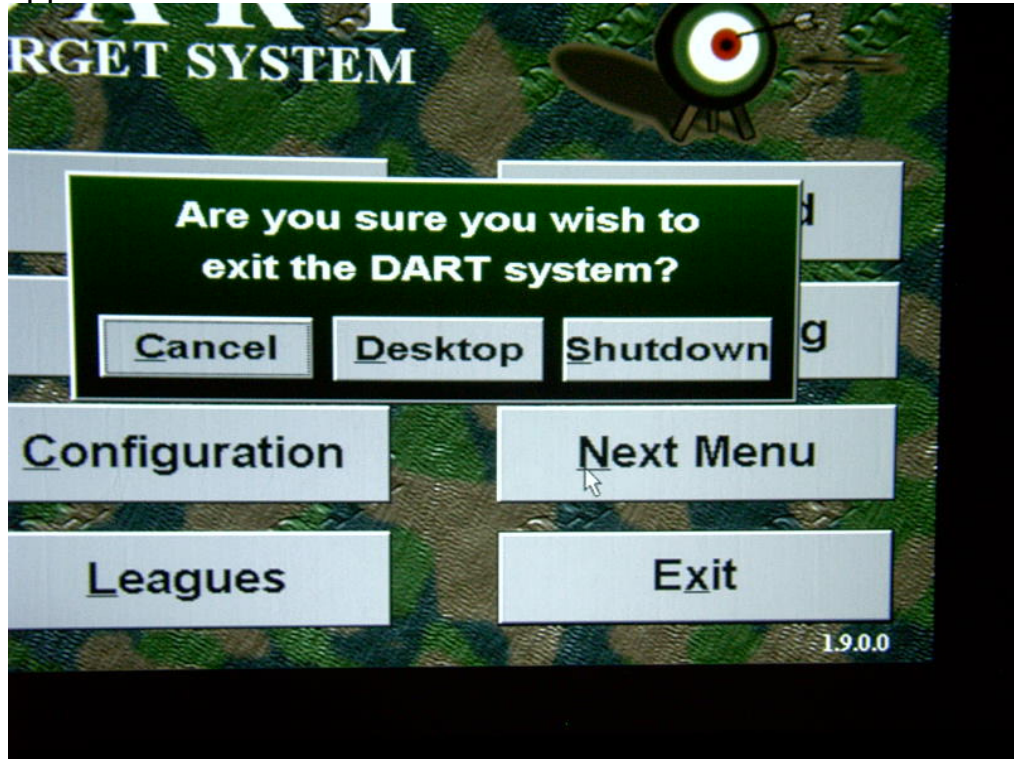 RGET SYSTEM
Are you sure you wish to
exit the DART system?
Cancel Desktop Shutdown
Configuration Next Menu
Leagues Exit
1.9.0.0